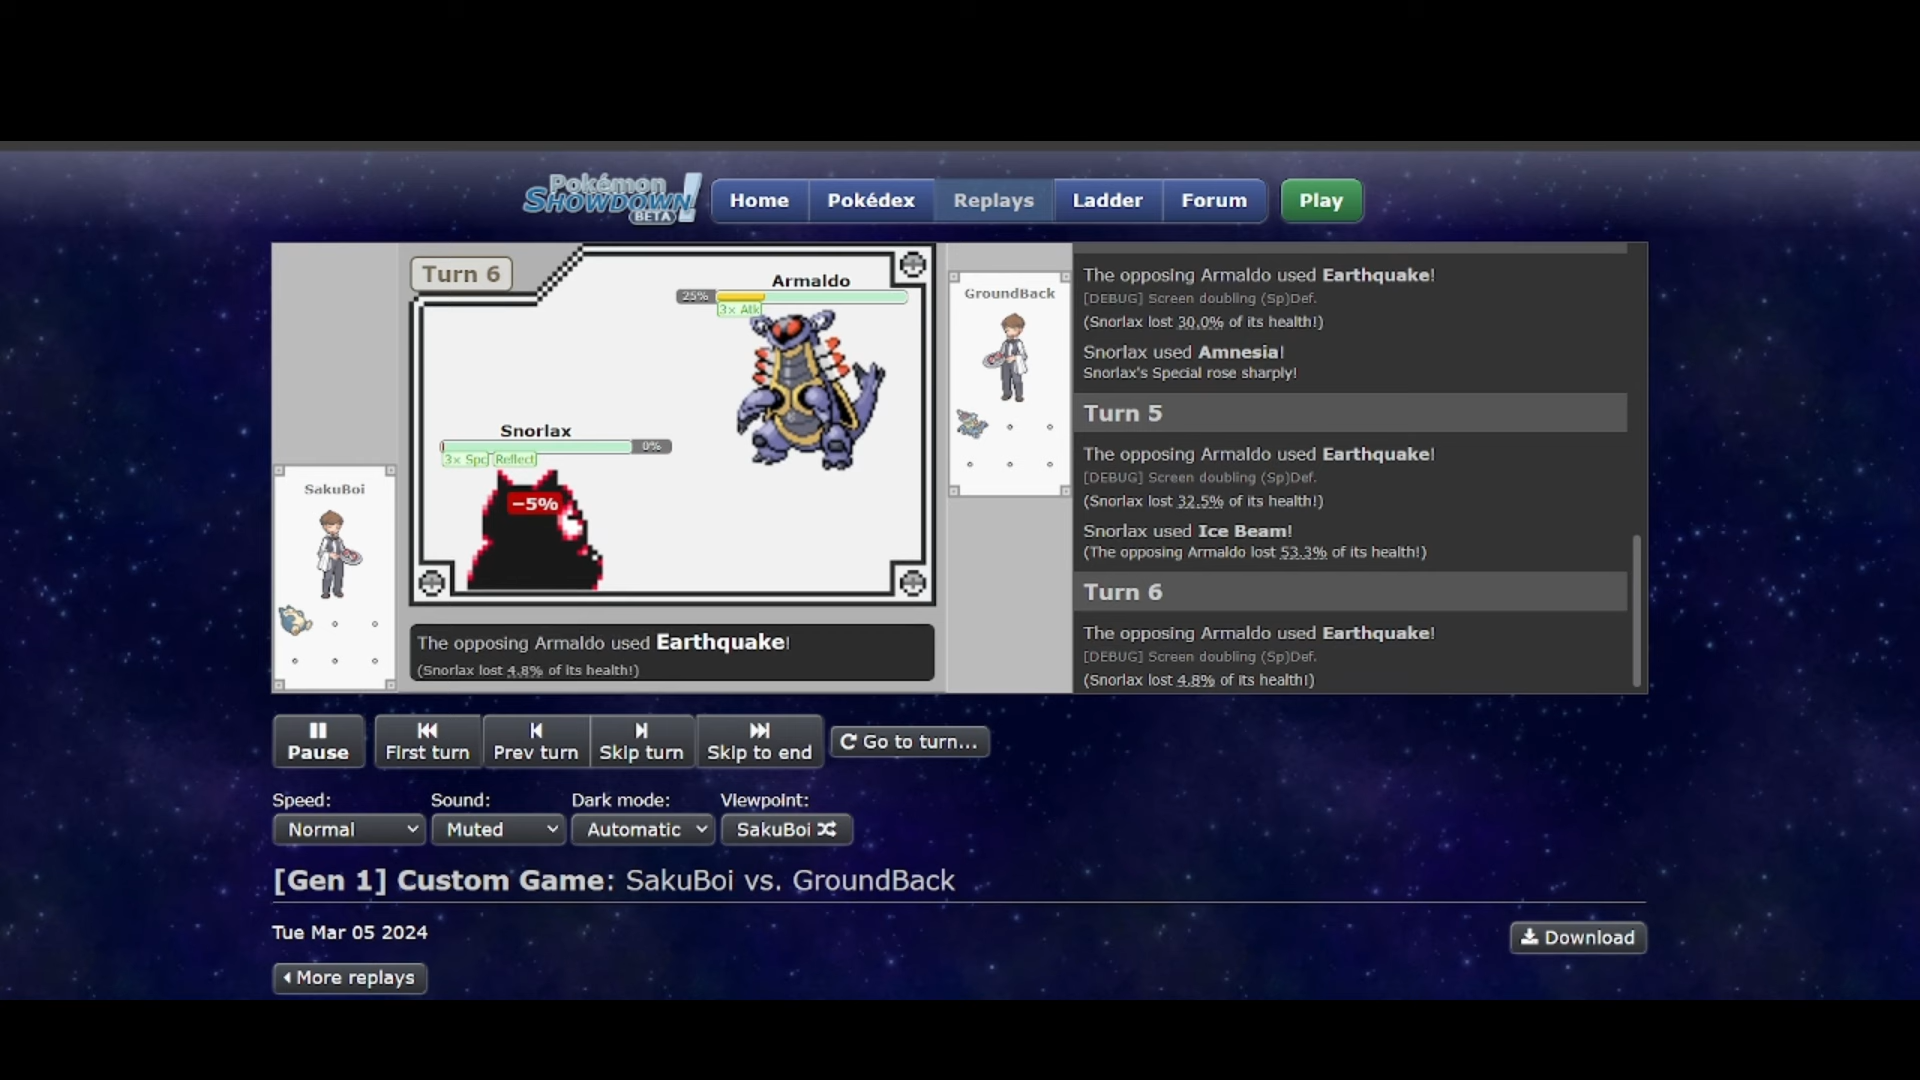 Pokémon
SHOWDOWN!
BETA
Home
Pokédex
Replays
Ladder
Forum
Play
Turn 6
Armaldo
25%
3× Atk
Snorlax
0%
3× Spc Reflect
−5%
SakuBoi
GroundBack
The opposing Armaldo used Earthquake!
(Snorlax lost 4.8% of its health!)
The opposing Armaldo used Earthquake!
[DEBUG] Screen doubling (Sp)Def.
(Snorlax lost 30.0% of its health!)
Snorlax used Amnesia!
Snorlax's Special rose sharply!
Turn 5
The opposing Armaldo used Earthquake!
[DEBUG] Screen doubling (Sp)Def.
(Snorlax lost 32.5% of its health!)
Snorlax used Ice Beam!
(The opposing Armaldo lost 53.3% of its health!)
Turn 6
The opposing Armaldo used Earthquake!
[DEBUG] Screen doubling (Sp)Def.
(Snorlax lost 4.8% of its health!)
Pause
First turn
Prev turn
Skip turn
Skip to end
Go to turn...
Speed:
Sound:
Dark mode:
Viewpoint:
Normal
Muted
Automatic
SakuBoi
[Gen 1] Custom Game: SakuBoi vs. GroundBack
Tue Mar 05 2024
Download
More replays